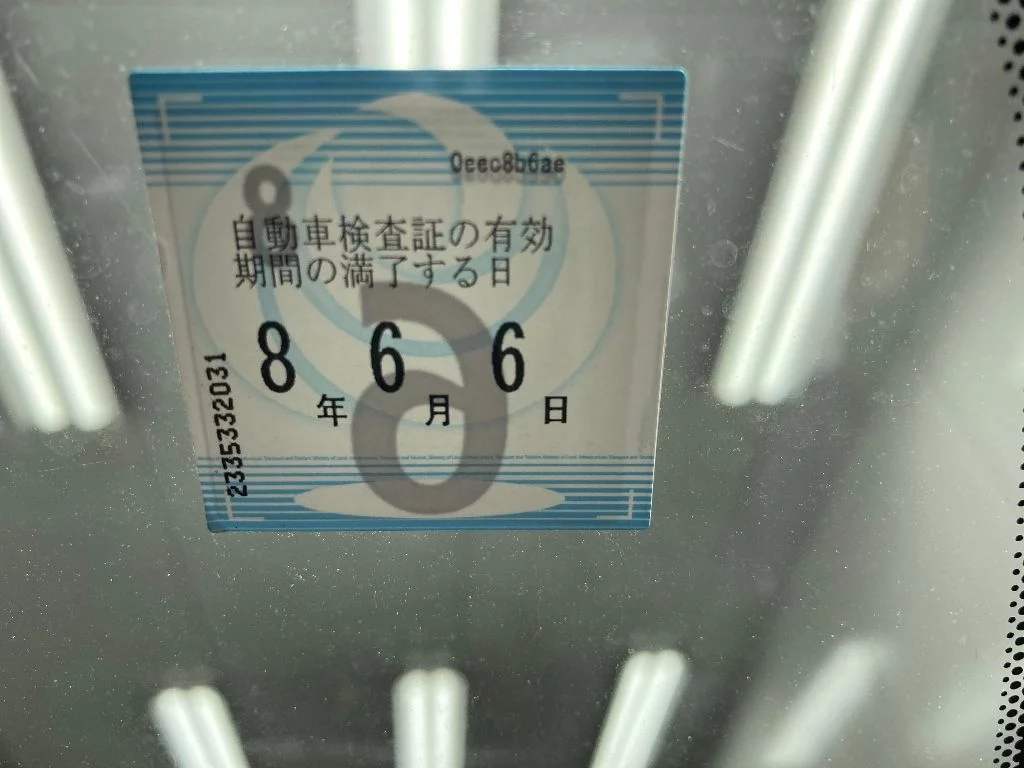 0eec8b6ae
自動車検査証の有効
期間の満了する日
8年 6月 6日
2335332031